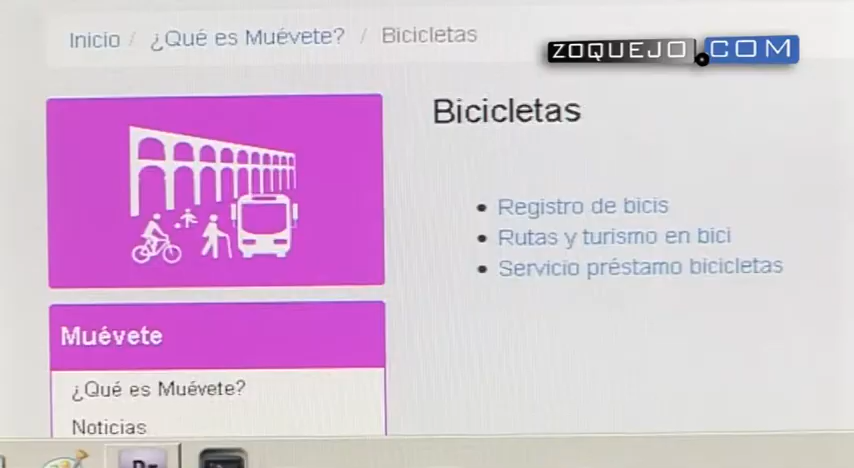 Inicio / ¿Qué es Muévete? / Bicicletas
ZOQUEJO.COM
Bicicletas
Registro de bicis
Rutas y turismo en bici
Servicio préstamo bicicletas
Muévete
¿Qué es Muévete?
Noticias